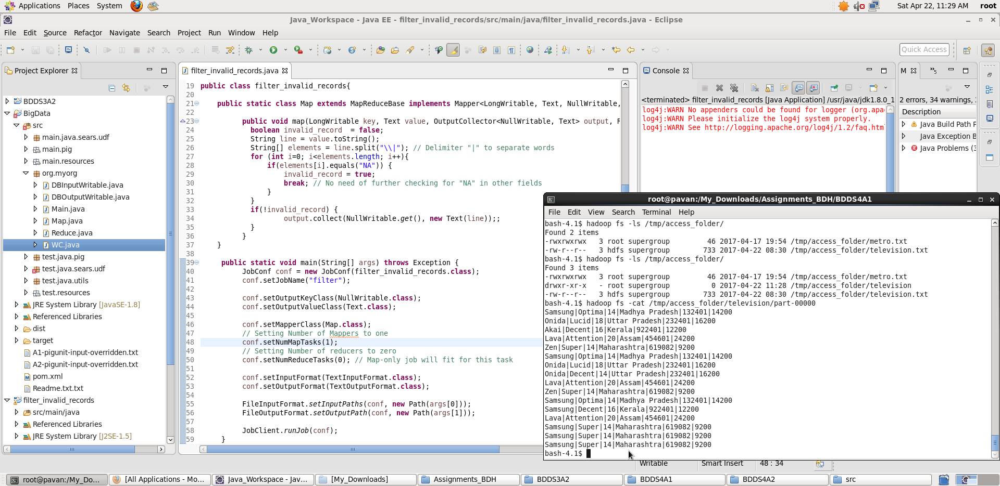 Applications Places System Sat Apr 22, 11:29 AM root
Java_Workspace - Java EE - filter_invalid_records/src/main/java/filter_invalid_records.java - Eclipse
File Edit Source Refactor Navigate Search Project Run Window Help
Quick Access
Project Explorer
BDDS3A2
BigData
src
main.java.sears.udf
main.pig
main.resources
org.myorg
DBInputWritable.java
DBOutputWritable.java
Main.java
Map.java
Reduce.java
WC.java
test.java.pig
test.java.sears.udf
test.java.utils
test.resources
JRE System Library [JavaSE-1.8]
Referenced Libraries
dist
target
A1-pigunit-input-overridden.txt
A2-pigunit-input-overridden.txt
pom.xml
Readme.txt.txt
filter_invalid_records
src/main/java
Referenced Libraries
JRE System Library [J2SE-1.5]
filter_invalid_records.java
19 public class filter_invalid_records{
20
21 public static class Map extends MapReduceBase implements Mapper<LongWritable, Text, NullWritable,
22
23 public void map(LongWritable key, Text value, OutputCollector<NullWritable, Text> output, R
24 boolean invalid_record = false;
25 String line = value.toString();
26 String[] elements = line.split("\\|"); // Delimiter "|" to separate words
27 for (int i=0; i<elements.length; i++){
28 if(elements[i].equals("NA")) {
29 invalid_record = true;
30 break; // No need of further checking for "NA" in other fields
31 }
32 }
33 if(!invalid_record) {
34 output.collect(NullWritable.get(), new Text(line));;
35 }
36 }
37 }
38
39 public static void main(String[] args) throws Exception {
40 JobConf conf = new JobConf(filter_invalid_records.class);
41 conf.setJobName("filter");
42
43 conf.setOutputKeyClass(NullWritable.class);
44 conf.setOutputValueClass(Text.class);
45
46 conf.setMapperClass(Map.class);
47 // Setting Number of Mappers to one
48 conf.setNumMapTasks(1);
49 // Setting Number of reducers to zero
50 conf.setNumReduceTasks(0); // Map-only job will fit for this task
51
52 conf.setInputFormat(TextInputFormat.class);
53 conf.setOutputFormat(TextOutputFormat.class);
54
55 FileInputFormat.setInputPaths(conf, new Path(args[0]));
56 FileOutputFormat.setOutputPath(conf, new Path(args[1]));
57
58 JobClient.runJob(conf);
59 }
Console
<terminated> filter_invalid_records [Java Application] /usr/java/jdk1.8.0_1
log4j:WARN No appenders could be found for logger (org.apa
log4j:WARN Please initialize the log4j system properly.
log4j:WARN See http://logging.apache.org/log4j/1.2/faq.htm
M »5
2 errors, 34 warnings,
Description
Java Build Path P
Java Exception B
Java Problems (3
root@pavan:/My_Downloads/Assignments_BDH/BDDS4A1
File Edit View Search Terminal Help
bash-4.1$ hadoop fs -ls /tmp/access_folder/
Found 2 items
-rwxrwxrwx 3 root supergroup 46 2017-04-17 19:54 /tmp/access_folder/metro.txt
-rw-r--r-- 3 hdfs supergroup 733 2017-04-22 08:30 /tmp/access_folder/television.txt
bash-4.1$ hadoop fs -ls /tmp/access_folder/
Found 3 items
-rwxrwxrwx 3 root supergroup 46 2017-04-17 19:54 /tmp/access_folder/metro.txt
drwxr-xr-x - root supergroup 0 2017-04-22 11:28 /tmp/access_folder/television
-rw-r--r-- 3 hdfs supergroup 733 2017-04-22 08:30 /tmp/access_folder/television.txt
bash-4.1$ hadoop fs -cat /tmp/access_folder/television/part-00000
Samsung|Optima|14|Madhya Pradesh|132401|14200
Onida|Lucid|18|Uttar Pradesh|232401|16200
Akai|Decent|16|Kerala|922401|12200
Lava|Attention|20|Assam|454601|24200
Zen|Super|14|Maharashtra|619082|9200
Samsung|Optima|14|Madhya Pradesh|132401|14200
Onida|Lucid|18|Uttar Pradesh|232401|16200
Onida|Decent|14|Uttar Pradesh|232401|16200
Lava|Attention|20|Assam|454601|24200
Zen|Super|14|Maharashtra|619082|9200
Samsung|Optima|14|Madhya Pradesh|132401|14200
Samsung|Decent|16|Kerala|922401|12200
Lava|Attention|20|Assam|454601|24200
Samsung|Super|14|Maharashtra|619082|9200
Samsung|Super|14|Maharashtra|619082|9200
Samsung|Super|14|Maharashtra|619082|9200
bash-4.1$
Writable Smart Insert 48 : 34
root@pavan:/My_Do... [All Applications - Mo... Java_Workspace - Jav... [My_Downloads] Assignments_BDH BDDS3A2 BDDS4A1 BDDS4A2 src